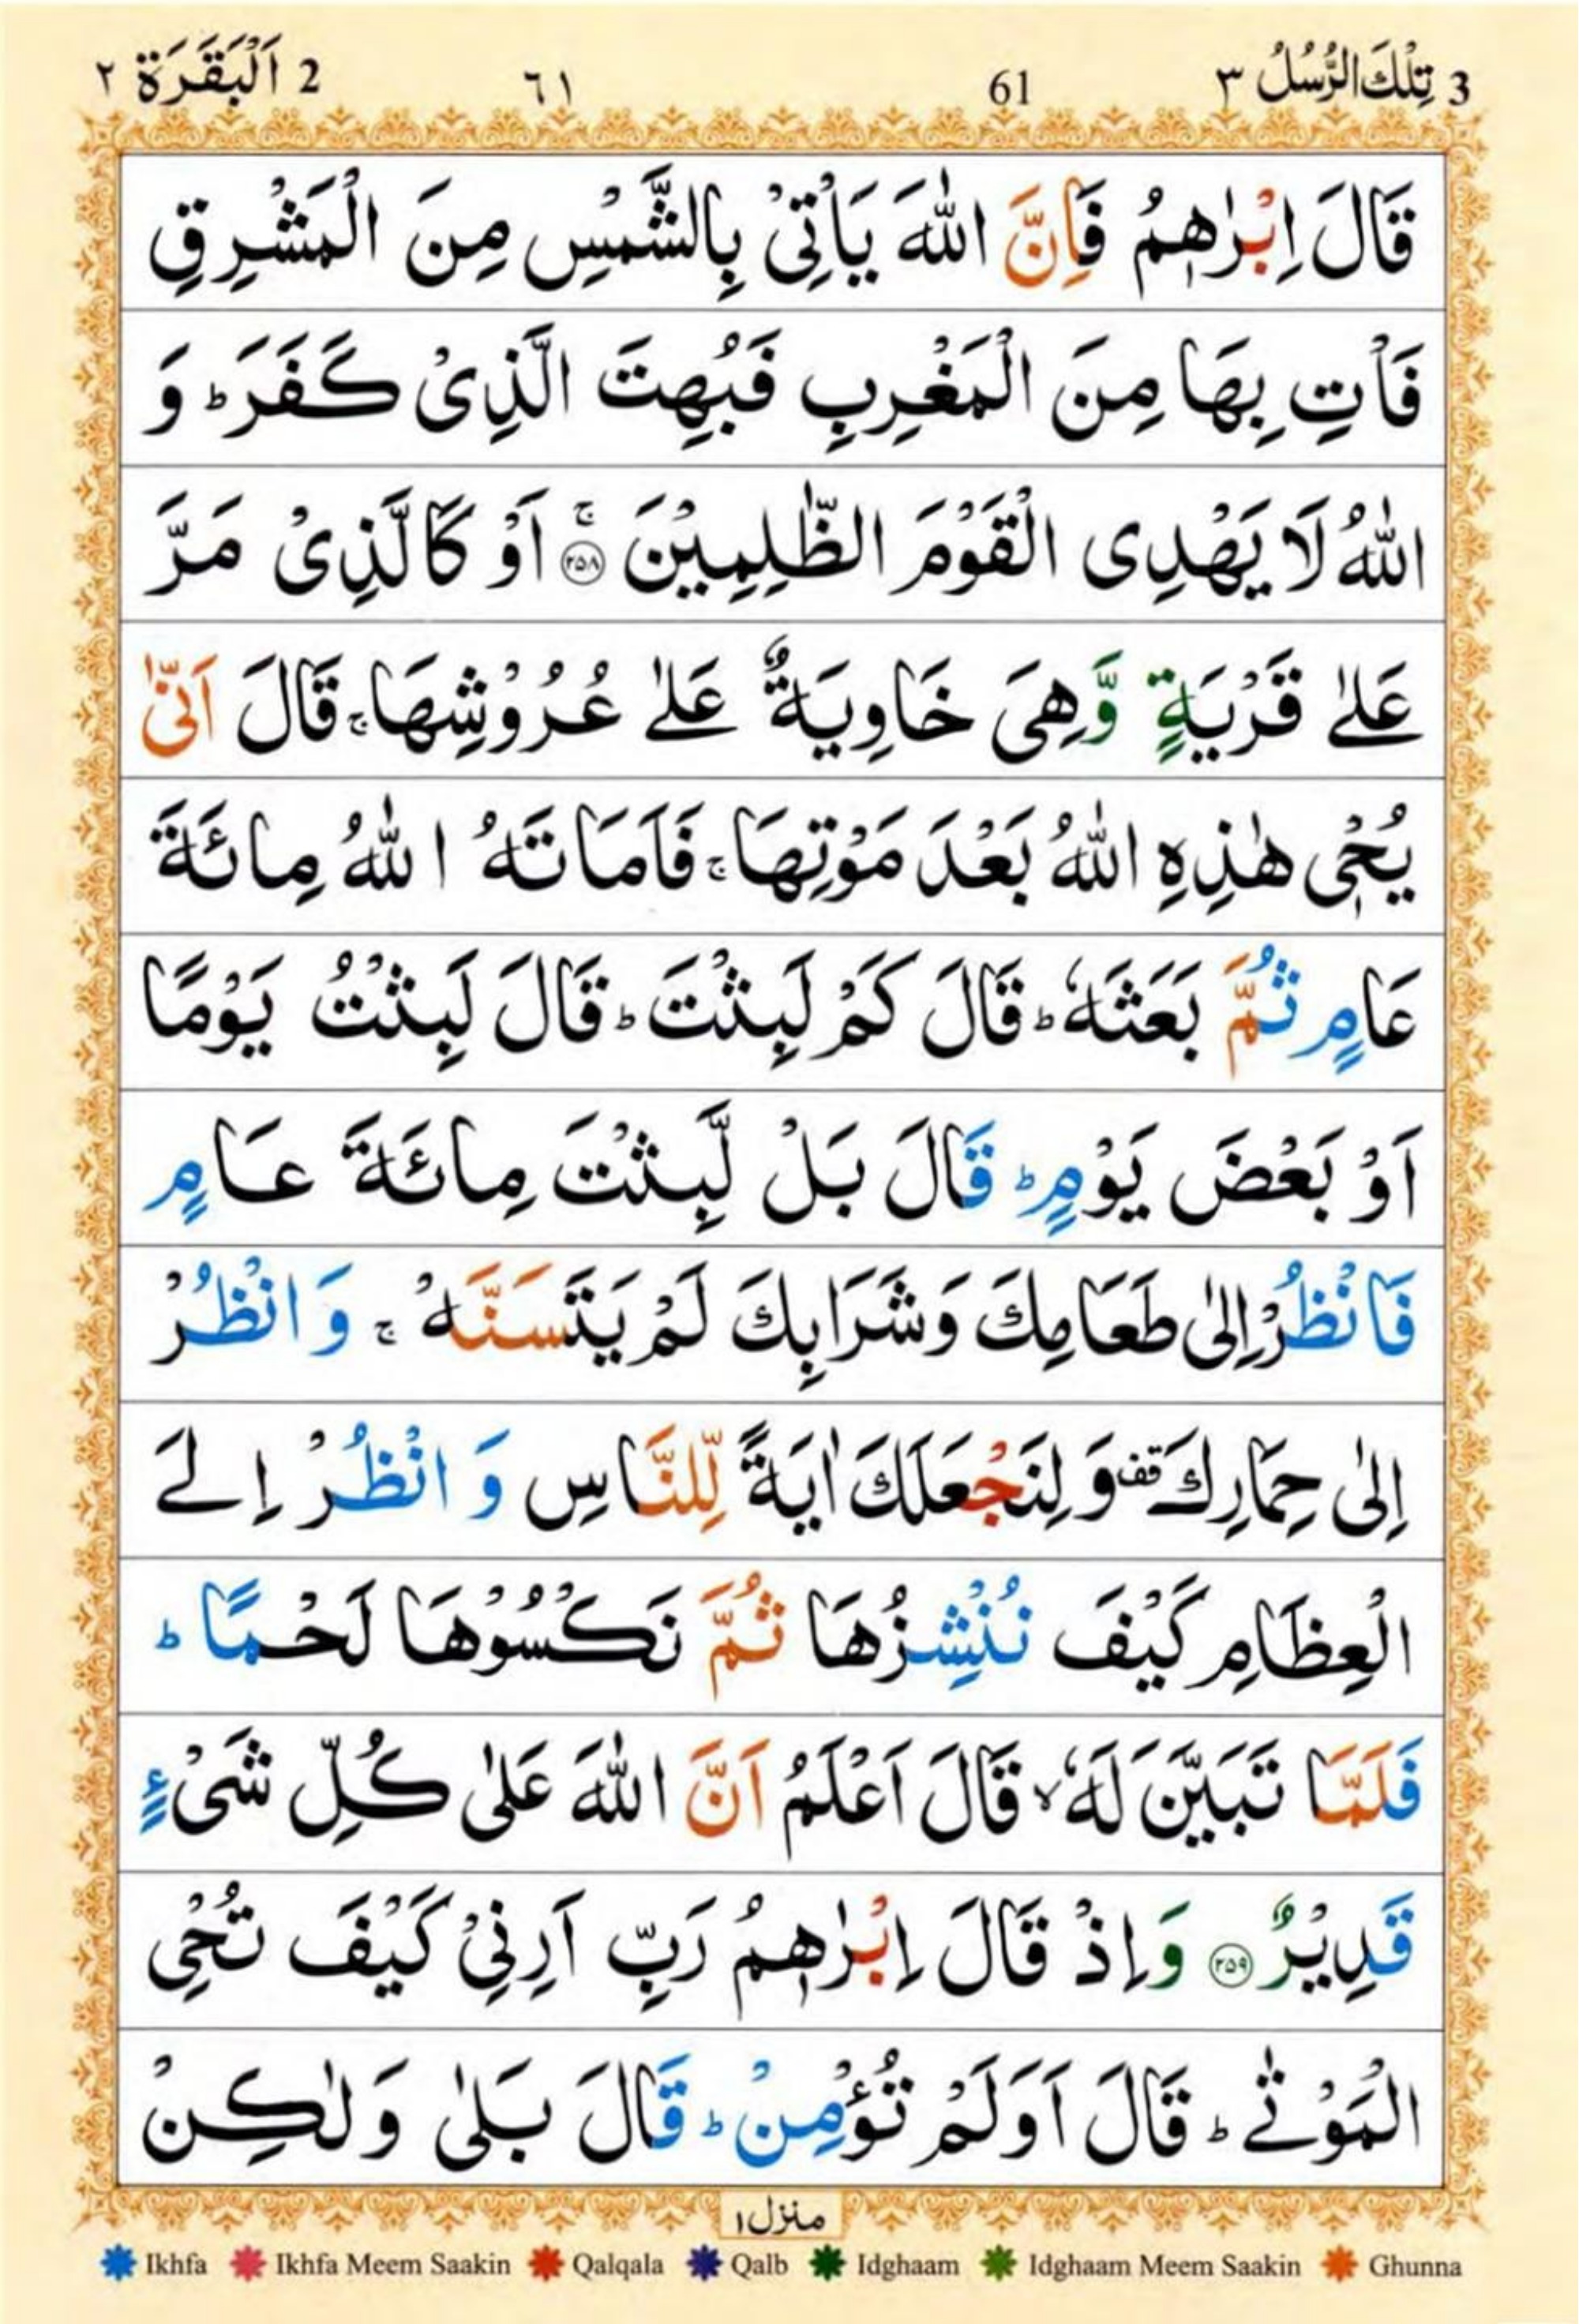 3 تِلْكَ الرُّسُلُ ٣ 61 ٦١ 2 اَلْبَقَرَة ٢
قَالَ اِبْرٰهٖمُ فَاِنَّ اللّٰهَ يَاْتِىْ بِالشَّمْسِ مِنَ الْمَشْرِقِ
فَاْتِ بِهَا مِنَ الْمَغْرِبِ فَبُهِتَ الَّذِىْ كَفَرَ ؕ وَ
اللّٰهُ لَا يَهْدِى الْقَوْمَ الظّٰلِمِيْنَ ۚ ﴿۲۵۸﴾ اَوْ كَالَّذِىْ مَرَّ
عَلٰى قَرْيَةٍ وَّهِىَ خَاوِيَةٌ عَلٰى عُرُوْشِهَا ۚ قَالَ اَنّٰى
يُحْىٖ هٰذِهِ اللّٰهُ بَعْدَ مَوْتِهَا ۚ فَاَمَاتَهُ اللّٰهُ مِائَةَ
عَامٍ ثُمَّ بَعَثَهٗ ؕ قَالَ كَمْ لَبِثْتَ ؕ قَالَ لَبِثْتُ يَوْمًا
اَوْ بَعْضَ يَوْمٍ ؕ قَالَ بَلْ لَّبِثْتَ مِائَةَ عَامٍ
فَانْظُرْ اِلٰى طَعَامِكَ وَشَرَابِكَ لَمْ يَتَسَنَّهْ ۚ وَانْظُرْ
اِلٰى حِمَارِكَ قف وَلِنَجْعَلَكَ اٰيَةً لِّلنَّاسِ وَانْظُرْ اِلَى
الْعِظَامِ كَيْفَ نُنْشِزُهَا ثُمَّ نَكْسُوْهَا لَحْمًا ؕ
فَلَمَّا تَبَيَّنَ لَهٗ ۙ قَالَ اَعْلَمُ اَنَّ اللّٰهَ عَلٰى كُلِّ شَىْءٍ
قَدِيْرٌ ﴿۲۵۹﴾ وَاِذْ قَالَ اِبْرٰهٖمُ رَبِّ اَرِنِىْ كَيْفَ تُحْىِ
الْمَوْتٰى ؕ قَالَ اَوَلَمْ تُؤْمِنْ ؕ قَالَ بَلٰى وَلٰكِنْ
منزل ١
Ikhfa Ikhfa Meem Saakin Qalqala Qalb Idghaam Idghaam Meem Saakin Ghunna